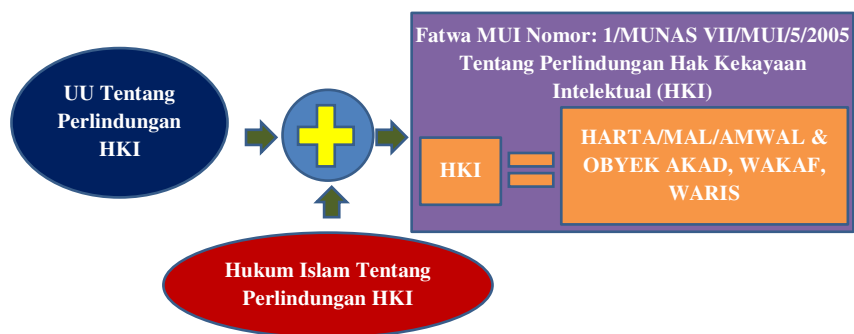 UU Tentang
Perlindungan
HKI
Fatwa MUI Nomor: 1/MUNAS VII/MUI/5/2005
Tentang Perlindungan Hak Kekayaan
Intelektual (HKI)
HKI
HARTA/MAL/AMWAL &
OBYEK AKAD, WAKAF,
WARIS
Hukum Islam Tentang
Perlindungan HKI